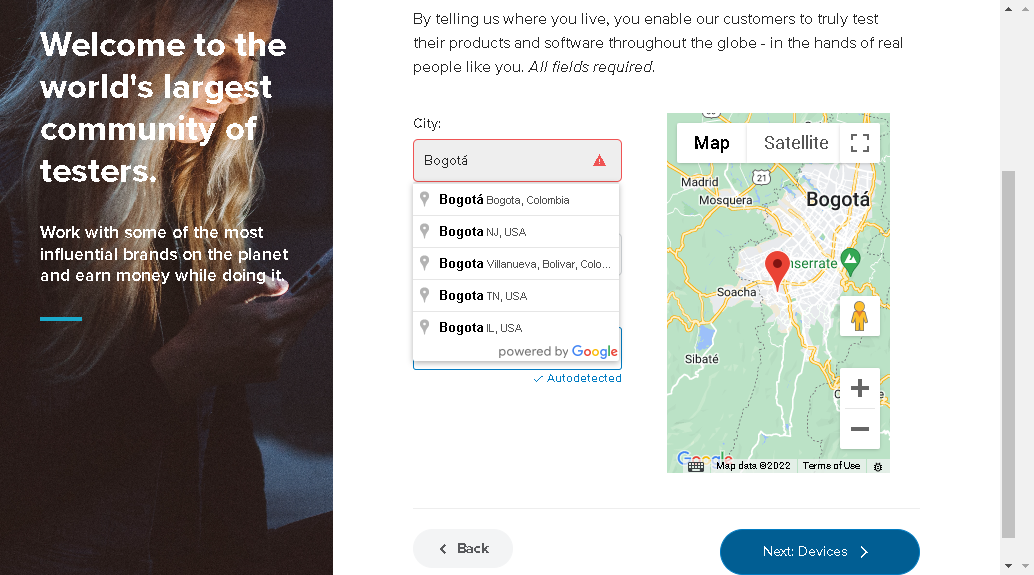 Welcome to the
world's largest
community of
testers.
Work with some of the most
influential brands on the planet
and earn money while doing it.
By telling us where you live, you enable our customers to truly test
their products and software throughout the globe - in the hands of real
people like you. All fields required.
City:
Bogotá
Bogotá Bogota, Colombia
Bogota NJ, USA
Bogota Villanueva, Bolivar, Colo...
Bogota TN, USA
Bogota IL, USA
powered by Google
Autodetected
Map
Satellite
21
Madrid
Mosquera
Bogotá
nserrate
Soacha
Sibaté
Google
Map data ©2022
Terms of Use
Back
Next: Devices